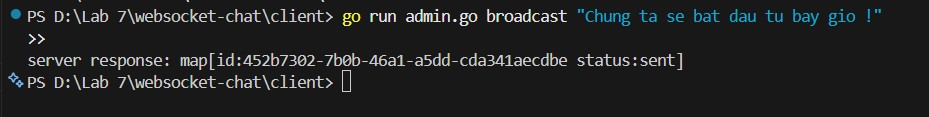 PS D:\Lab 7\websocket-chat\client> go run admin.go broadcast "Chung ta se bat dau tu bay gio !"
>>
server response: map[id:452b7302-7b0b-46a1-a5dd-cda341aecdbe status:sent]
PS D:\Lab 7\websocket-chat\client>